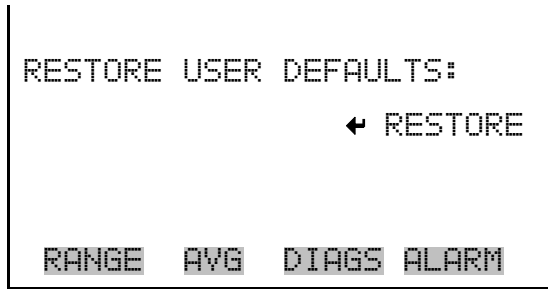 RESTORE USER DEFAULTS:
↵ RESTORE
RANGE AVG DIAGS ALARM